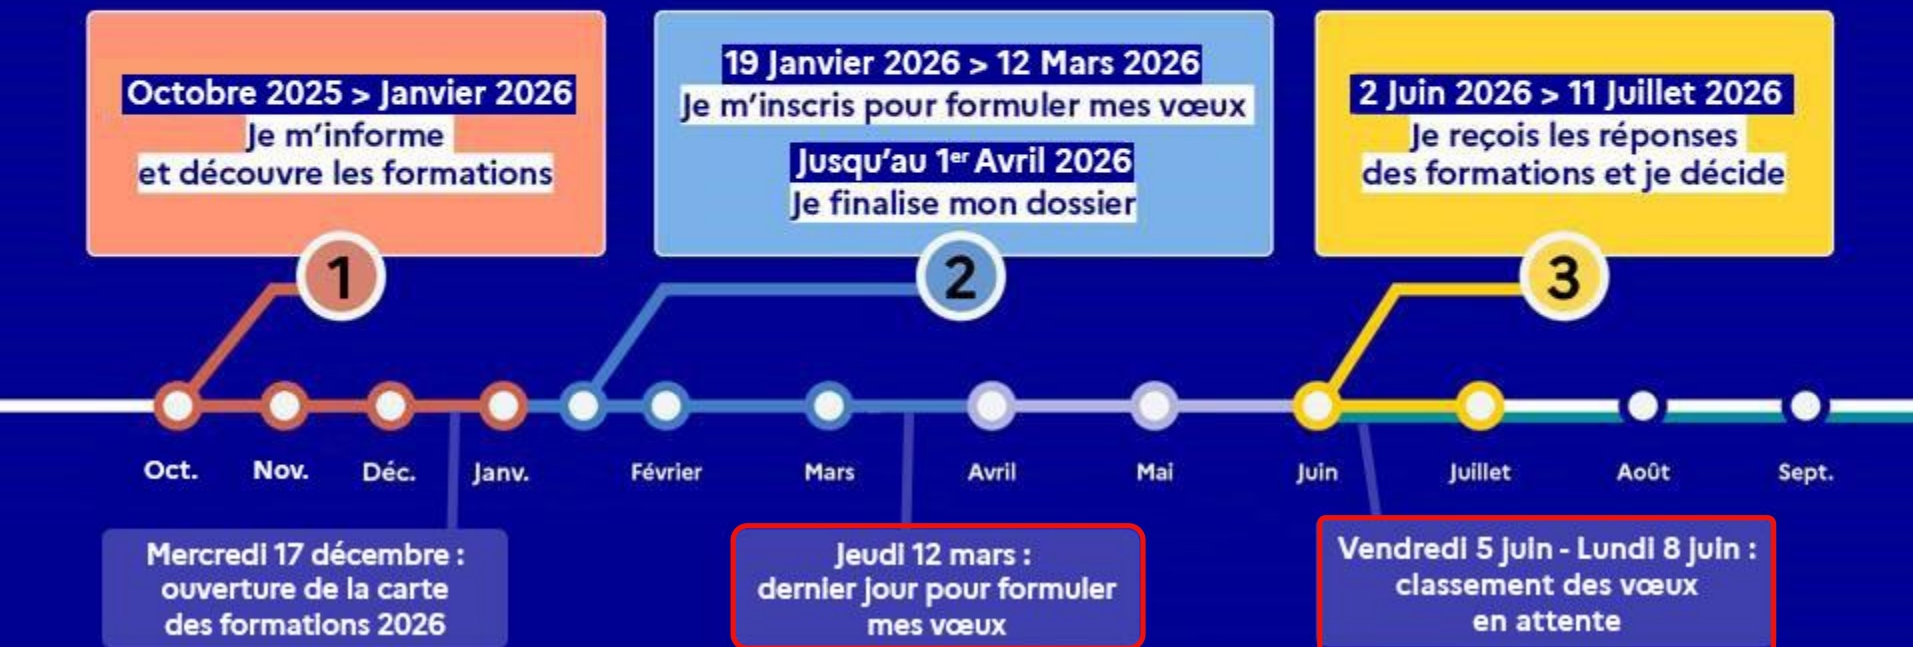 Octobre 2025 > Janvier 2026
Je m'informe
et découvre les formations
1
19 Janvier 2026 > 12 Mars 2026
Je m'inscris pour formuler mes vœux
Jusqu'au 1er Avril 2026
Je finalise mon dossier
2
2 Juin 2026 > 11 Juillet 2026
Je reçois les réponses
des formations et je décide
3
Oct. Nov. Déc. Janv. Février Mars Avril Mai Juin Juillet Août Sept.
Mercredi 17 décembre :
ouverture de la carte
des formations 2026
Jeudi 12 mars :
dernier jour pour formuler
mes vœux
Vendredi 5 juin - Lundi 8 juin :
classement des vœux
en attente